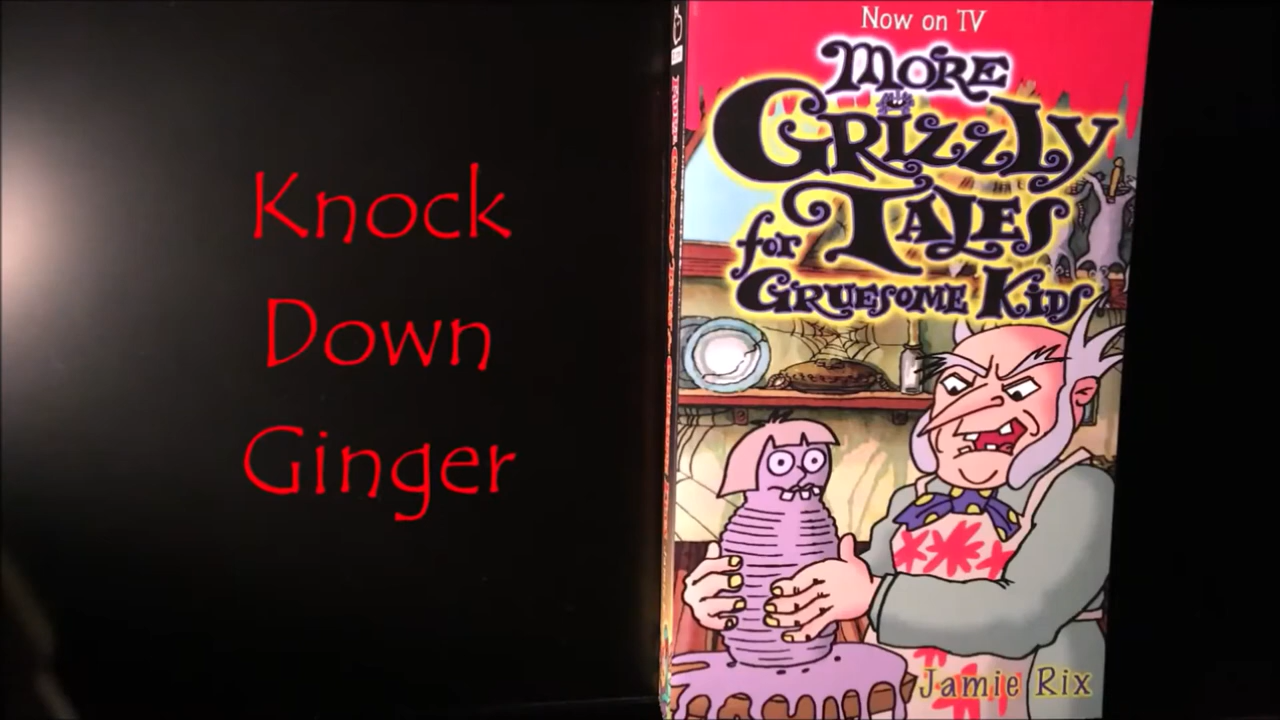 Knock
Down
Ginger
Now on TV
MORE
GRIZZLY
TALES
for
GRUESOME KIDS
Jamie Rix